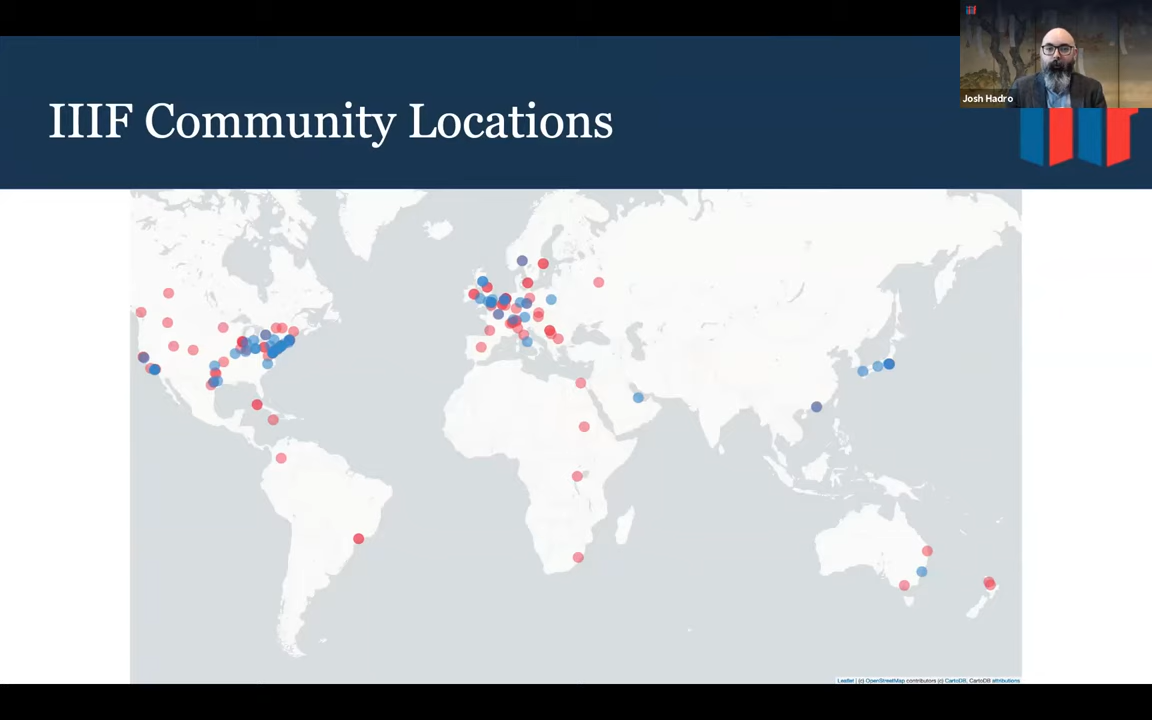 IIIF Community Locations
Josh Hadro
Leaflet | (c) OpenStreetMap contributors (c) CartoDB, CartoDB attributions